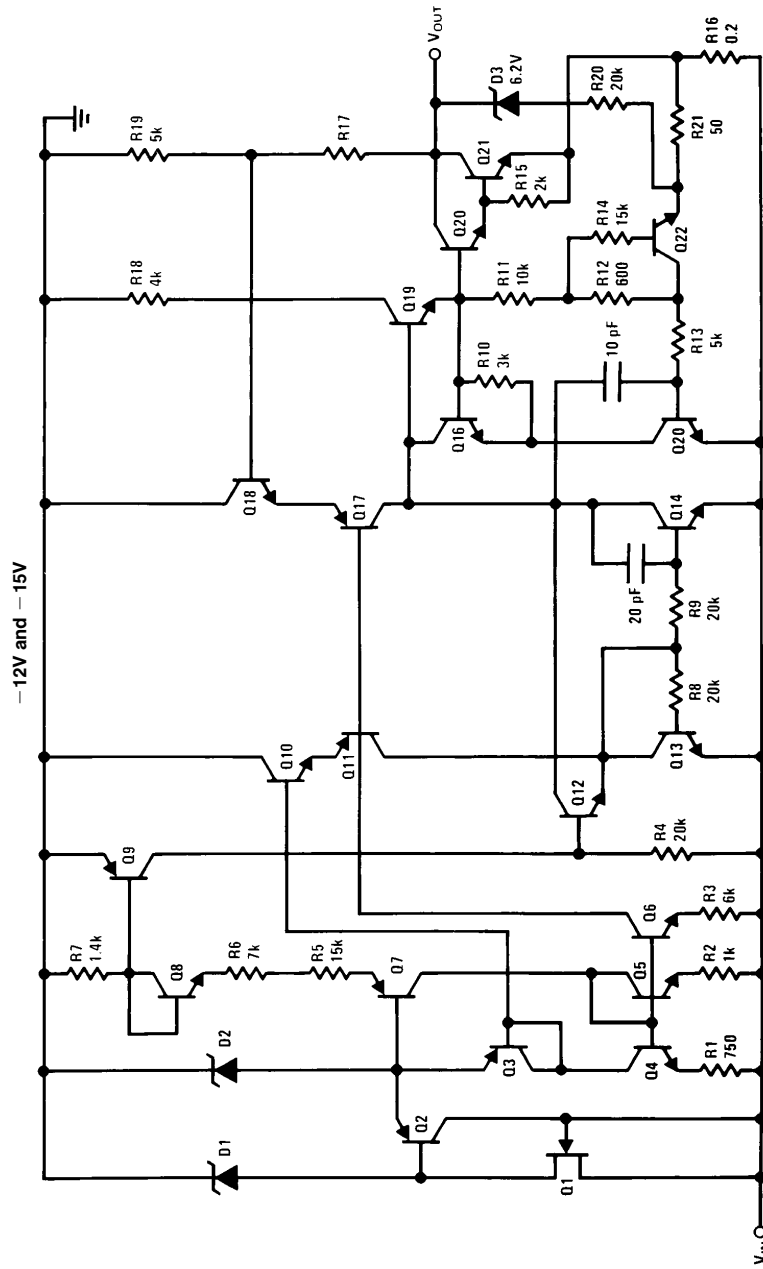 −12V and −15V
R7
1.4k
Q9
Q8
R6
7k
R5
15k
Q7
D2
D1
Q2
Q3
Q1
Q4
R1
750
Q5
R2
1k
Q6
R3
6k
R4
20k
Q10
Q11
Q12
Q13
R8
20k
R9
20k
20 pF
Q14
Q18
Q17
Q16
R10
3k
Q20
10 pF
R13
5k
R18
4k
Q19
R11
10k
R12
600
R14
15k
Q22
R19
5k
R17
Q20
Q21
R15
2k
D3
6.2V
R20
20k
R21
50
R16
0.2
VOUT
VIN